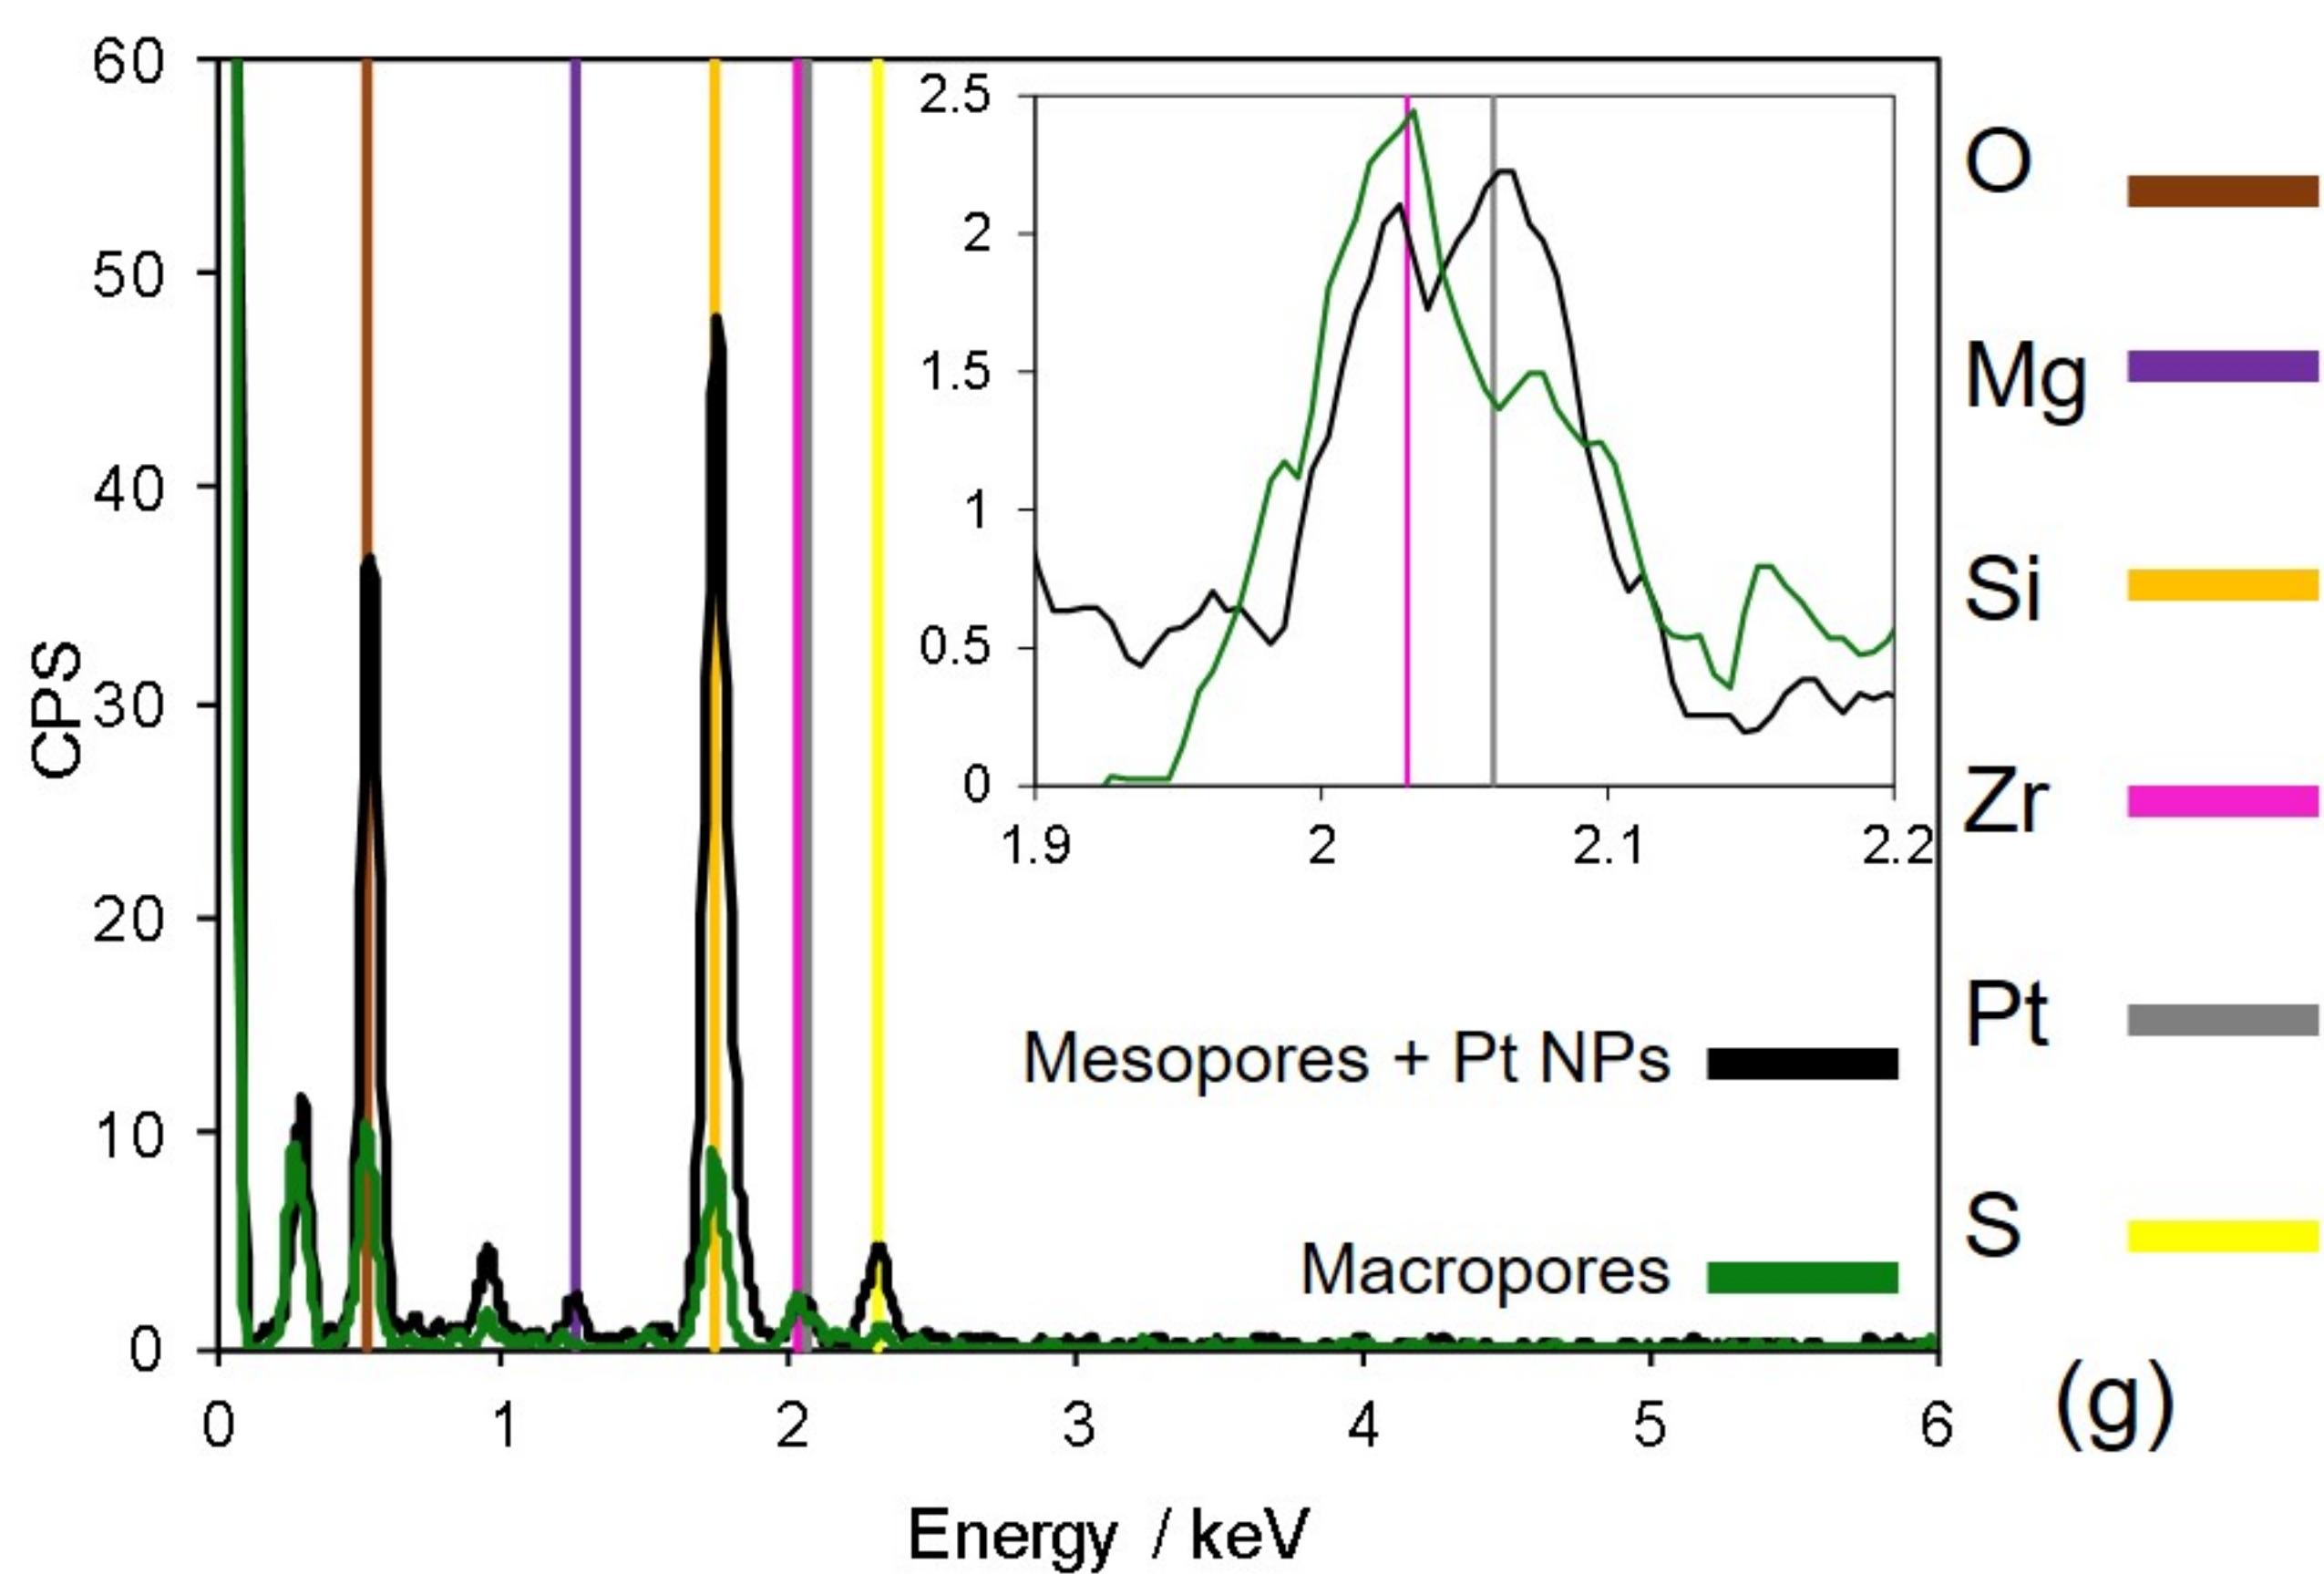 60
50
40
30
20
10
0
CPS
0 1 2 3 4 5 6
Energy / keV
2.5
2
1.5
1
0.5
0
1.9 2 2.1 2.2
Mesopores + Pt NPs
Macropores
O
Mg
Si
Zr
Pt
S
(g)